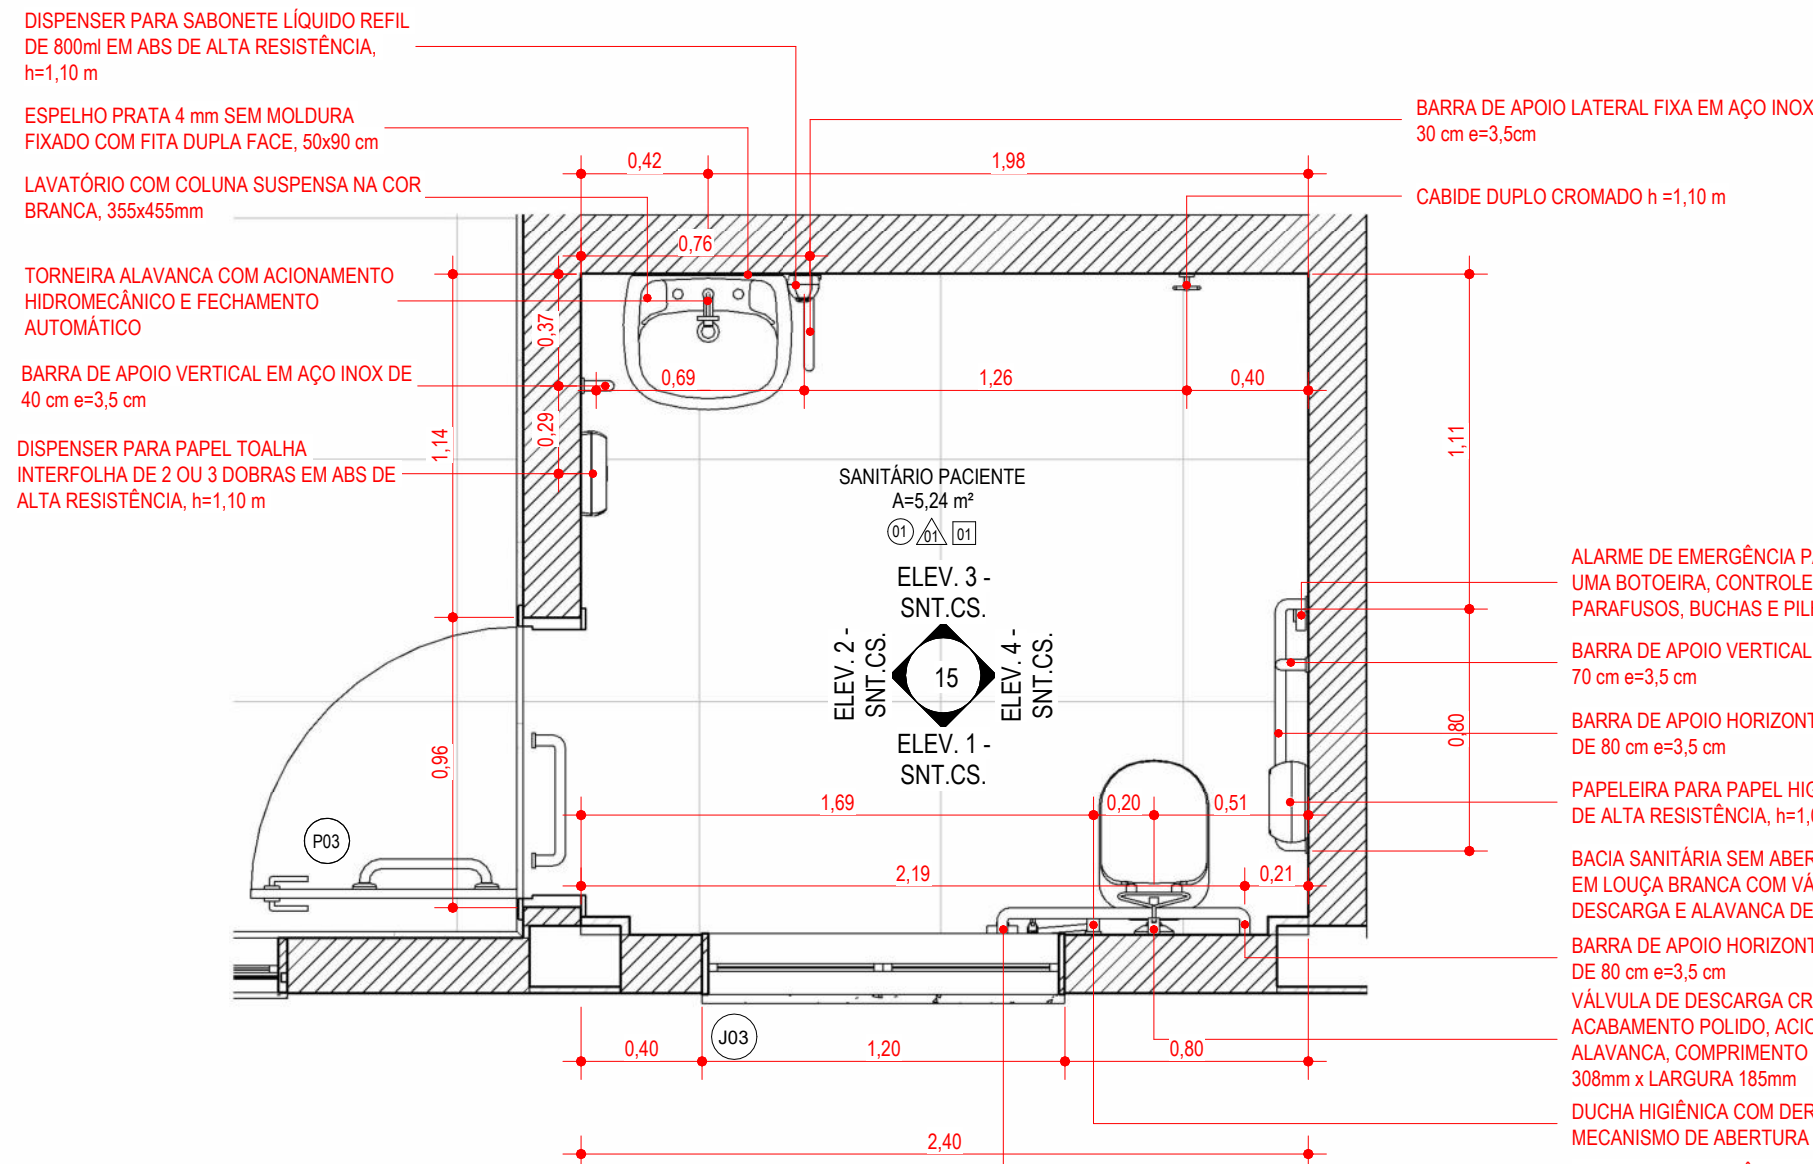 DISPENSER PARA SABONETE LÍQUIDO REFIL
DE 800ml EM ABS DE ALTA RESISTÊNCIA,
h=1,10 m
ESPELHO PRATA 4 mm SEM MOLDURA
FIXADO COM FITA DUPLA FACE, 50x90 cm
LAVATÓRIO COM COLUNA SUSPENSA NA COR
BRANCA, 355x455mm
TORNEIRA ALAVANCA COM ACIONAMENTO
HIDROMECÂNICO E FECHAMENTO
AUTOMÁTICO
BARRA DE APOIO VERTICAL EM AÇO INOX DE
40 cm e=3,5 cm
DISPENSER PARA PAPEL TOALHA
INTERFOLHA DE 2 OU 3 DOBRAS EM ABS DE
ALTA RESISTÊNCIA, h=1,10 m
BARRA DE APOIO LATERAL FIXA EM AÇO INOX
30 cm e=3,5cm
CABIDE DUPLO CROMADO h =1,10 m
0,42
1,98
0,76
0,37
0,29
1,14
0,96
0,69
1,26
0,40
1,11
0,80
SANITÁRIO PACIENTE
A=5,24 m²
01 01 01
ELEV. 3 -
SNT.CS.
ELEV. 2 -
SNT.CS.
15
ELEV. 4 -
SNT.CS.
ELEV. 1 -
SNT.CS.
1,69
0,20
0,51
2,19
0,21
P03
J03
0,40
1,20
0,80
2,40
ALARME DE EMERGÊNCIA PA
UMA BOTOEIRA, CONTROLE
PARAFUSOS, BUCHAS E PIL
BARRA DE APOIO VERTICAL
70 cm e=3,5 cm
BARRA DE APOIO HORIZONT
DE 80 cm e=3,5 cm
PAPELEIRA PARA PAPEL HIG
DE ALTA RESISTÊNCIA, h=1,0
BACIA SANITÁRIA SEM ABER
EM LOUÇA BRANCA COM VÁ
DESCARGA E ALAVANCA DE
BARRA DE APOIO HORIZONT
DE 80 cm e=3,5 cm
VÁLVULA DE DESCARGA CR
ACABAMENTO POLIDO, ACIO
ALAVANCA, COMPRIMENTO
308mm x LARGURA 185mm
DUCHA HIGIÊNICA COM DER
MECANISMO DE ABERTURA